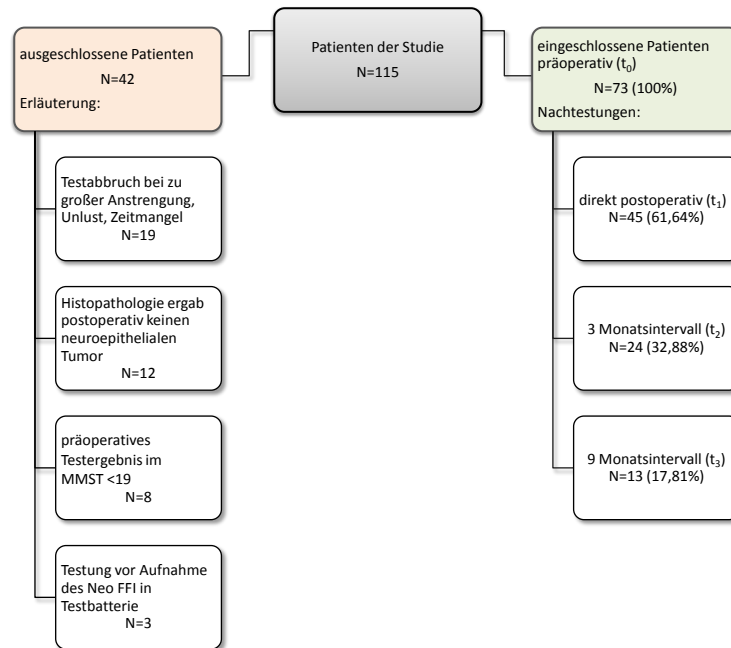 Patienten der Studie
N=115
ausgeschlossene Patienten
N=42
Erläuterung:
Testabbruch bei zu
großer Anstrengung,
Unlust, Zeitmangel
N=19
Histopathologie ergab
postoperativ keinen
neuroepithelialen
Tumor
N=12
präoperatives
Testergebnis im
MMST <19
N=8
Testung vor Aufnahme
des Neo FFI in
Testbatterie
N=3
eingeschlossene Patienten
präoperativ (t₀)
N=73 (100%)
Nachtestungen:
direkt postoperativ (t₁)
N=45 (61,64%)
3 Monatsintervall (t₂)
N=24 (32,88%)
9 Monatsintervall (t₃)
N=13 (17,81%)